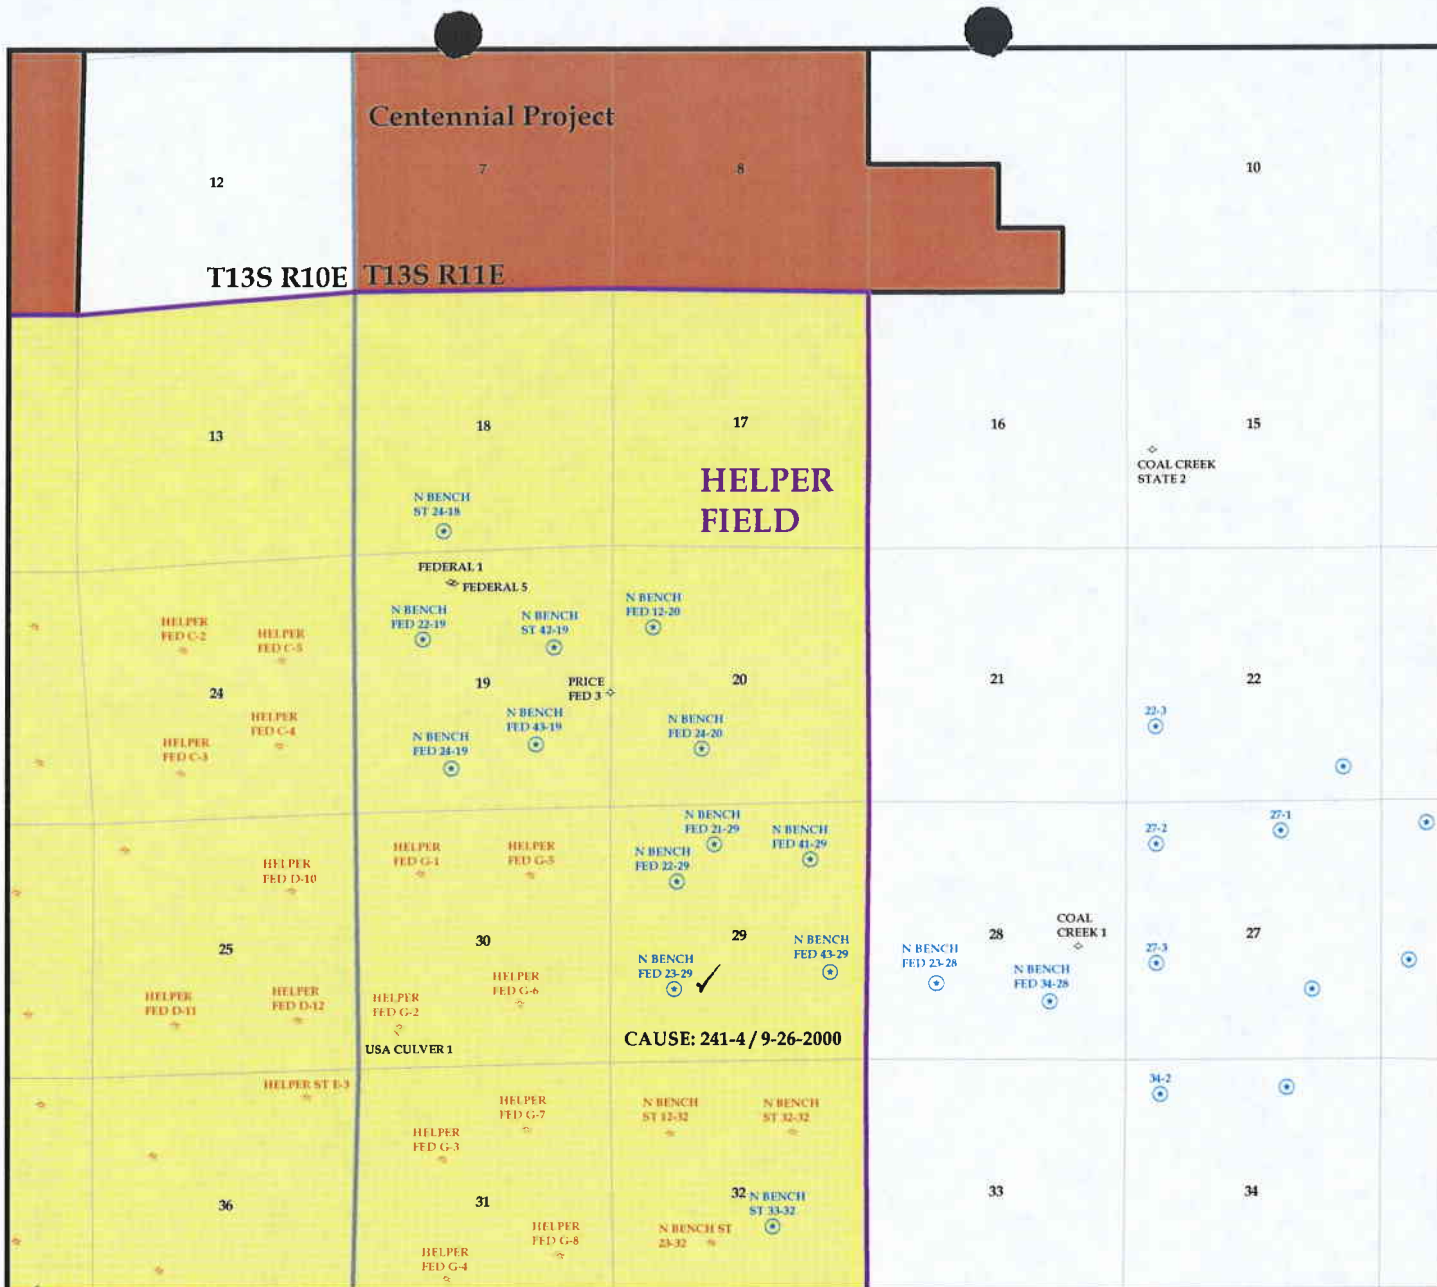 Centennial Project
7
8
10
12
T13S R10E
T13S R11E
13
18
17
16
15
HELPER
FIELD
COAL CREEK
STATE 2
N BENCH
ST 24-18
FEDERAL 1
FEDERAL 5
N BENCH
FED 22-19
N BENCH
ST 42-19
N BENCH
FED 12-20
HELPER
FED C-2
HELPER
FED C-5
24
19
PRICE
FED 3
20
21
22
HELPER
FED C-4
HELPER
FED C-3
N BENCH
FED 43-19
N BENCH
FED 24-19
N BENCH
FED 24-20
22-3
N BENCH
FED 21-29
N BENCH
FED 41-29
N BENCH
FED 22-29
27-2
27-1
HELPER
FED D-10
HELPER
FED G-1
HELPER
FED G-5
25
30
29
28
27
COAL
CREEK 1
N BENCH
FED 23-29
N BENCH
FED 43-29
N BENCH
FED 23-28
N BENCH
FED 34-28
27-3
HELPER
FED D-11
HELPER
FED D-12
HELPER
FED G-2
HELPER
FED G-6
USA CULVER 1
CAUSE: 241-4 / 9-26-2000
HELPER ST E-3
HELPER
FED G-7
HELPER
FED G-3
N BENCH
ST 12-32
N BENCH
ST 32-32
34-2
36
31
32
33
34
N BENCH
ST 33-32
N BENCH ST
23-32
HELPER
FED G-8
HELPER
FED G-4